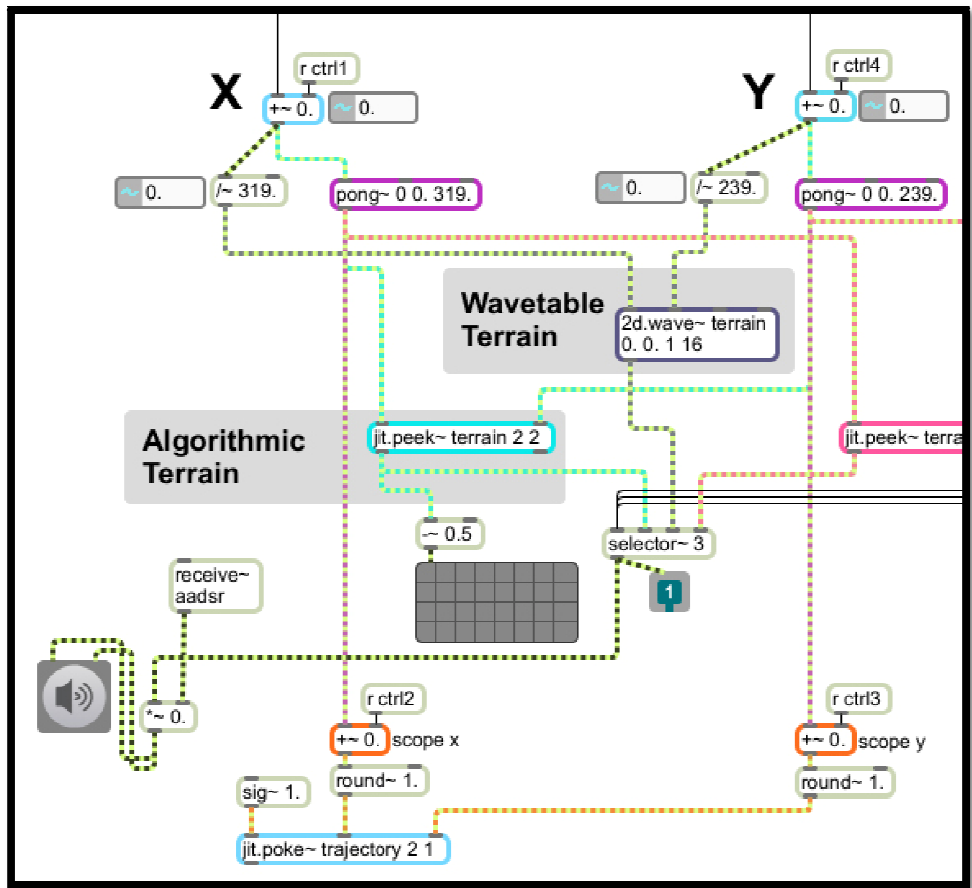 r ctrl1
r ctrl4
X
Y
+~ 0.
0.
+~ 0.
0.
0.
/~ 319.
pong~ 0 0. 319.
0.
/~ 239.
pong~ 0 0. 239.
Wavetable
Terrain
2d.wave~ terrain
0. 0. 1 16
Algorithmic
Terrain
jit.peek~ terrain 2 2
jit.peek~ terra
-~ 0.5
selector~ 3
receive~
aadsr
1
*~ 0.
r ctrl2
r ctrl3
+~ 0.
scope x
+~ 0.
scope y
sig~ 1.
round~ 1.
round~ 1.
jit.poke~ trajectory 2 1